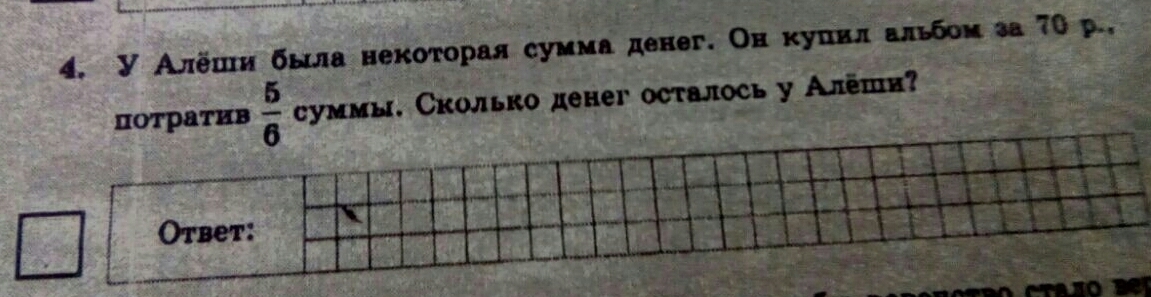 4. У Алёши была некоторая сумма денег. Он купил альбом за 70 р.,
потратив 5/6 суммы. Сколько денег осталось у Алёши?
Ответ:
стало